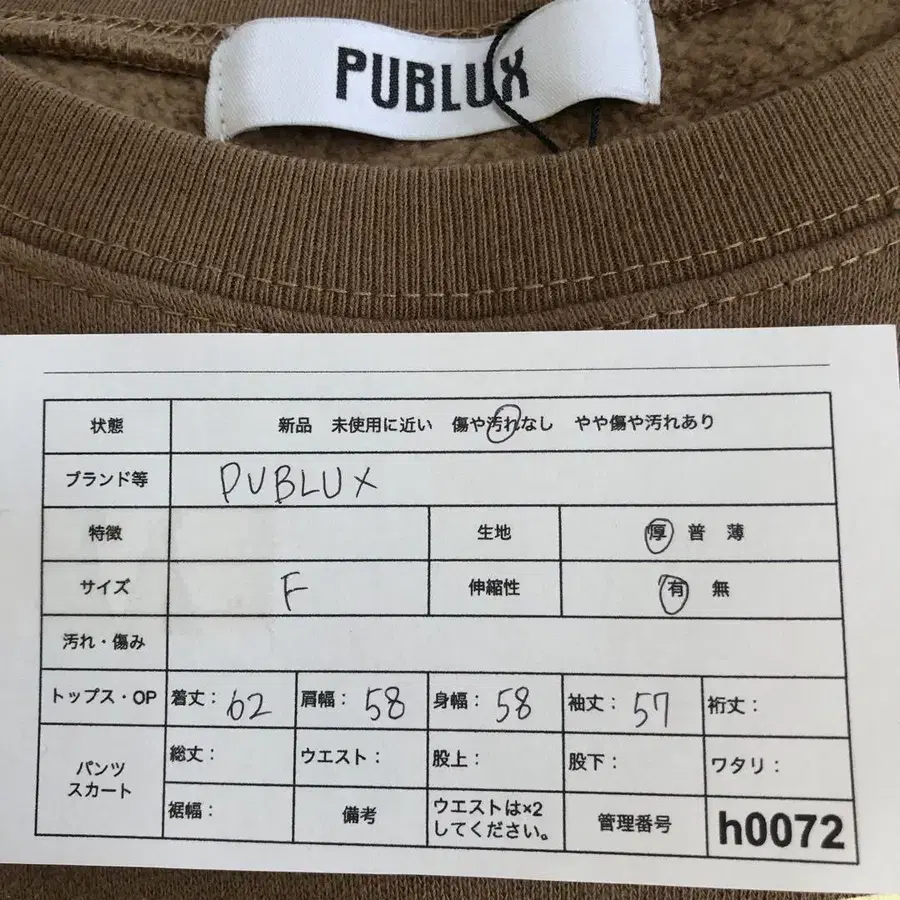 PUBLUX
状態 新品 未使用に近い 傷や汚れなし やや傷や汚れあり
ブランド等 PUBLUX
特徴 生地 厚 普 薄
サイズ F 伸縮性 有 無
汚れ・傷み
トップス・OP 着丈：62 肩幅：58 身幅：58 袖丈：57 裄丈：
パンツ
スカート
総丈： ウエスト： 股上： 股下： ワタリ：
裾幅： 備考 ウエストは×2
してください。 管理番号 h0072